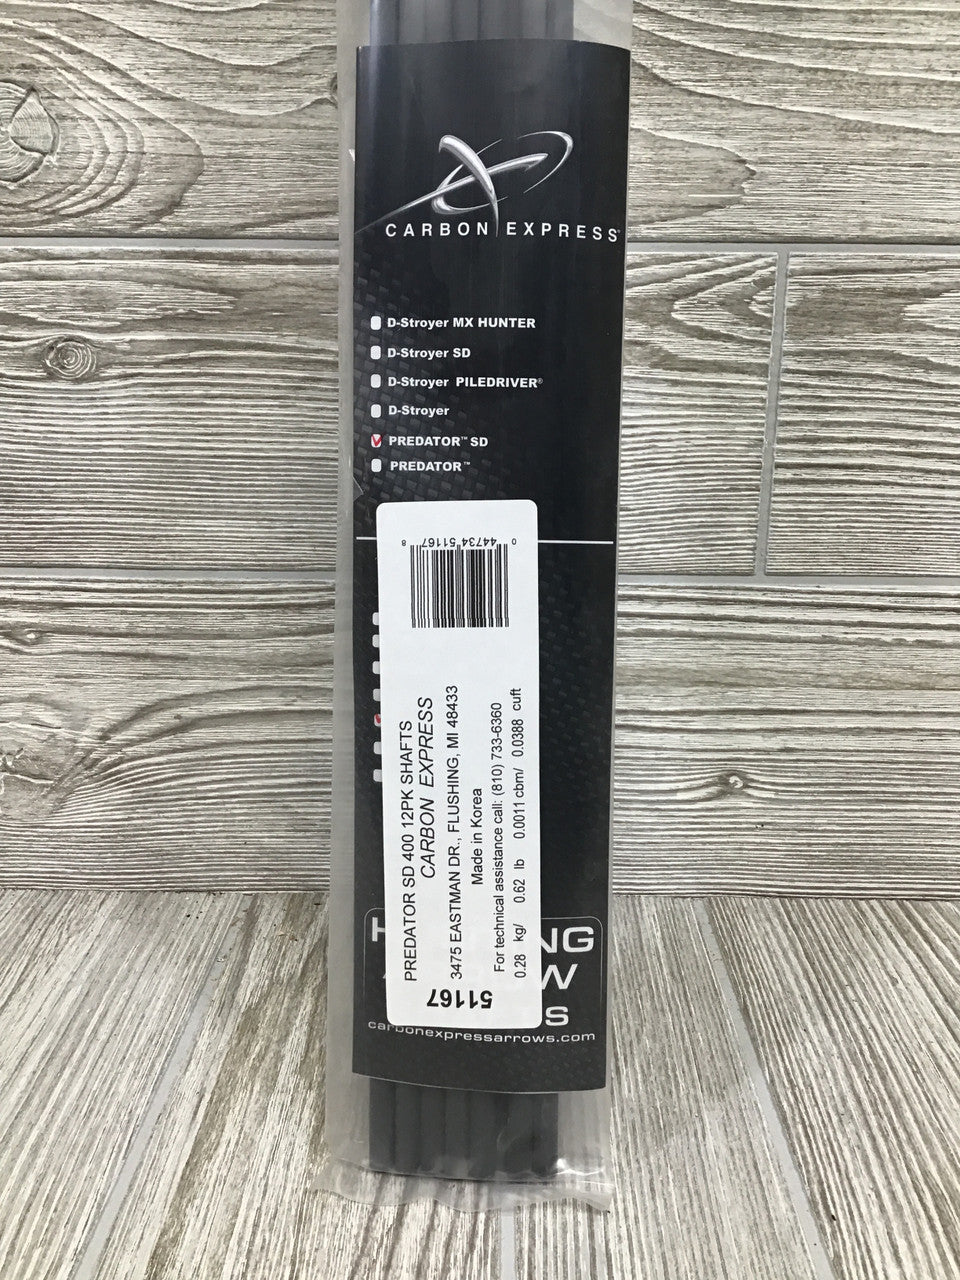 CARBON EXPRESS
D-Stroyer MX HUNTER
D-Stroyer SD
D-Stroyer PILEDRIVER®
D-Stroyer
PREDATOR™ SD
PREDATOR™
0 44734 51167 8
PREDATOR SD 400 12PK SHAFTS
CARBON EXPRESS
3475 EASTMAN DR., FLUSHING, MI 48433
Made in Korea
For technical assistance call: (810) 733-6360
0.28 kg/ 0.62 lb 0.0011 cbm/ 0.0388 cuft
51167
carbonexpressarrows.com